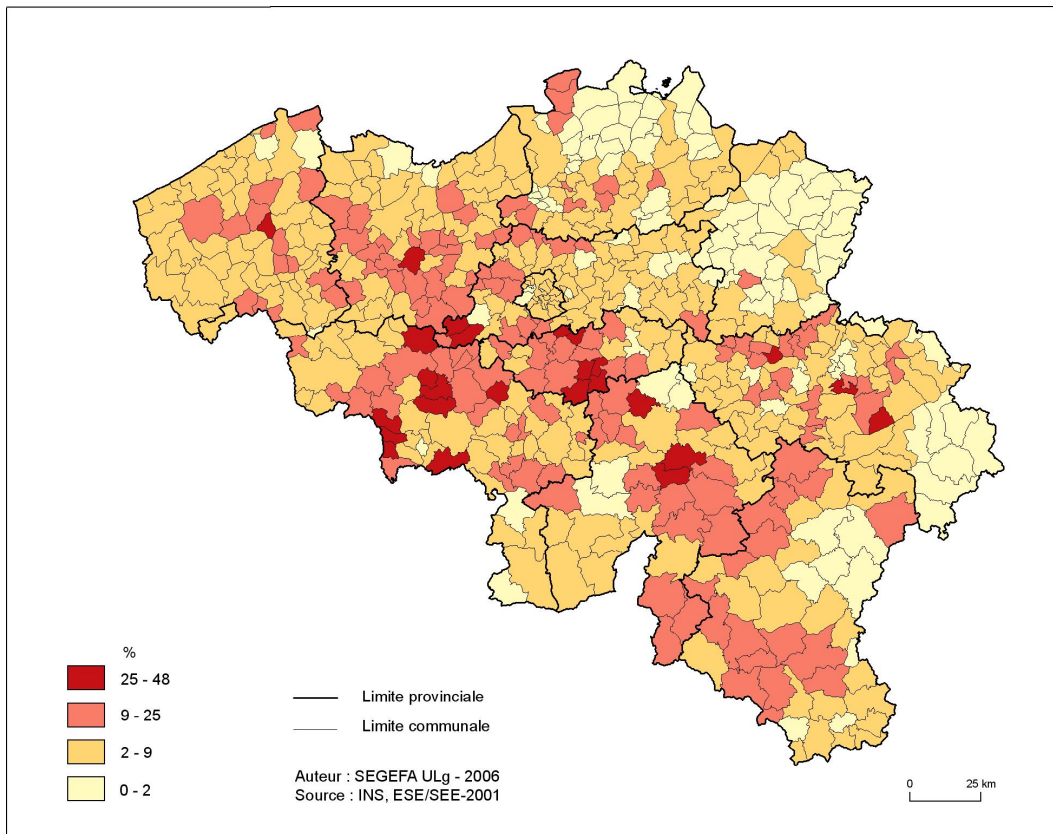 %
25 - 48
9 - 25
2 - 9
0 - 2
Limite provinciale
Limite communale
Auteur : SEGEFA ULg - 2006
Source : INS, ESE/SEE-2001
0 25 km